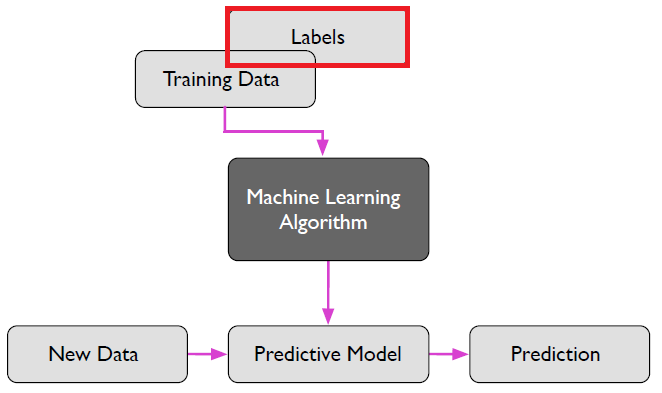 Labels
Training Data
Machine Learning
Algorithm
New Data
Predictive Model
Prediction